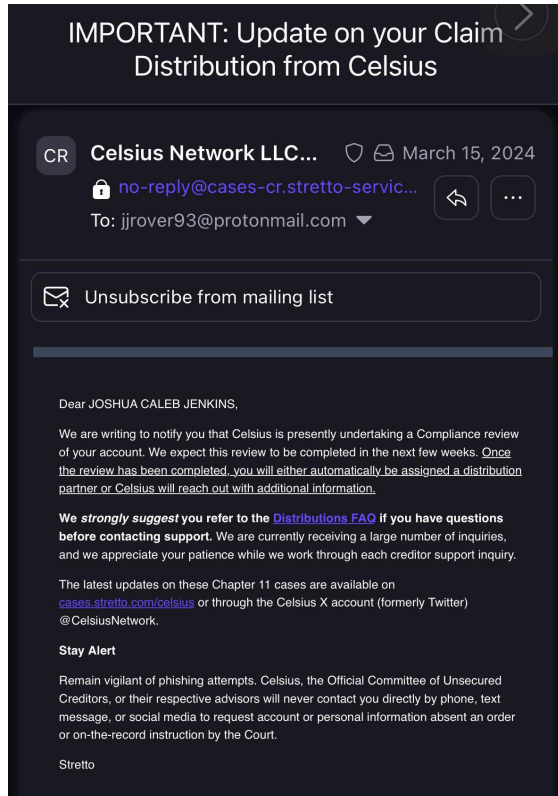 IMPORTANT: Update on your Claim
Distribution from Celsius
CR
Celsius Network LLC...
March 15, 2024
no-reply@cases-cr.stretto-servic...
To: jjrover93@protonmail.com
Unsubscribe from mailing list
Dear JOSHUA CALEB JENKINS,
We are writing to notify you that Celsius is presently undertaking a Compliance review
of your account. We expect this review to be completed in the next few weeks. Once
the review has been completed, you will either automatically be assigned a distribution
partner or Celsius will reach out with additional information.
We strongly suggest you refer to the Distributions FAQ if you have questions
before contacting support. We are currently receiving a large number of inquiries,
and we appreciate your patience while we work through each creditor support inquiry.
The latest updates on these Chapter 11 cases are available on
cases.stretto.com/celsius or through the Celsius X account (formerly Twitter)
@CelsiusNetwork.
Stay Alert
Remain vigilant of phishing attempts. Celsius, the Official Committee of Unsecured
Creditors, or their respective advisors will never contact you directly by phone, text
message, or social media to request account or personal information absent an order
or on-the-record instruction by the Court.
Stretto